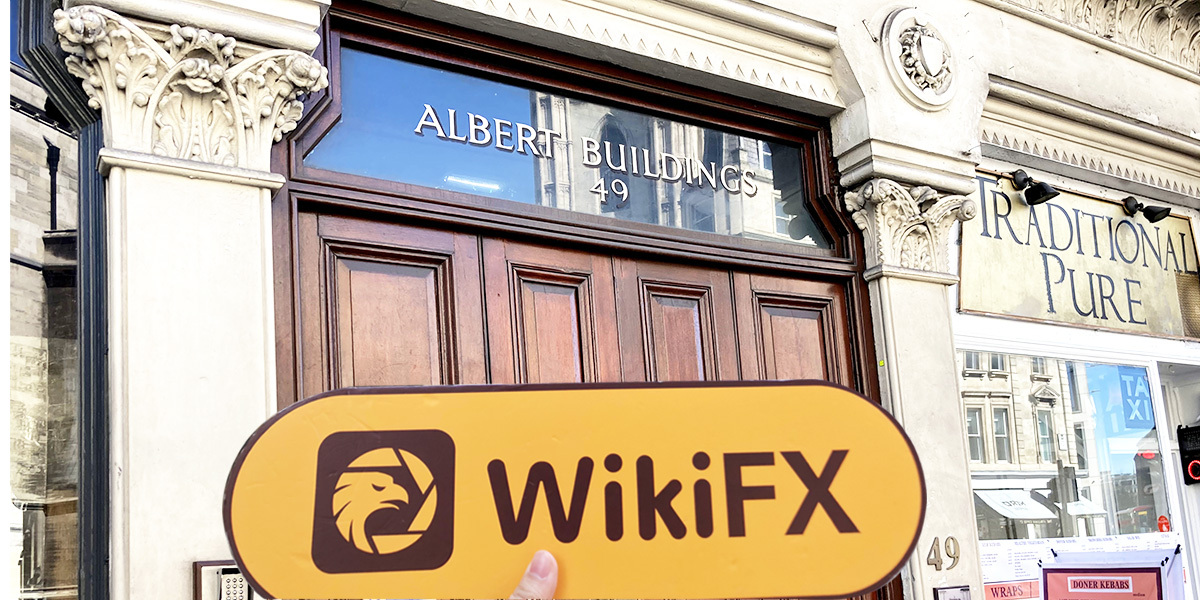 ALBERT BUILDINGS
49
TRADITIONAL
PURE
TAXI
WikiFX
49
WRAPS
DONER KEBABS